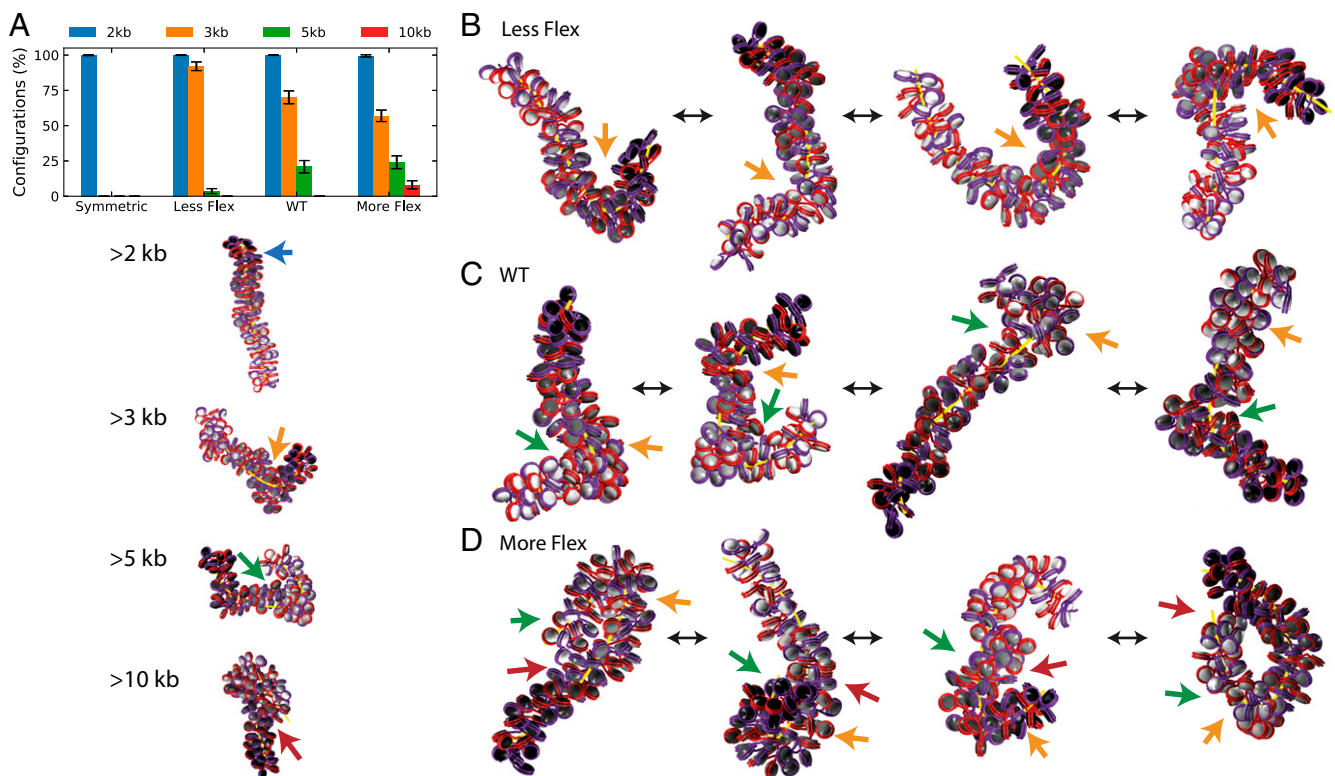 A
2kb 3kb 5kb 10kb
Configurations (%)
100
75
50
25
0
Symmetric Less Flex WT More Flex
>2 kb
>3 kb
>5 kb
>10 kb
B Less Flex
C WT
D More Flex